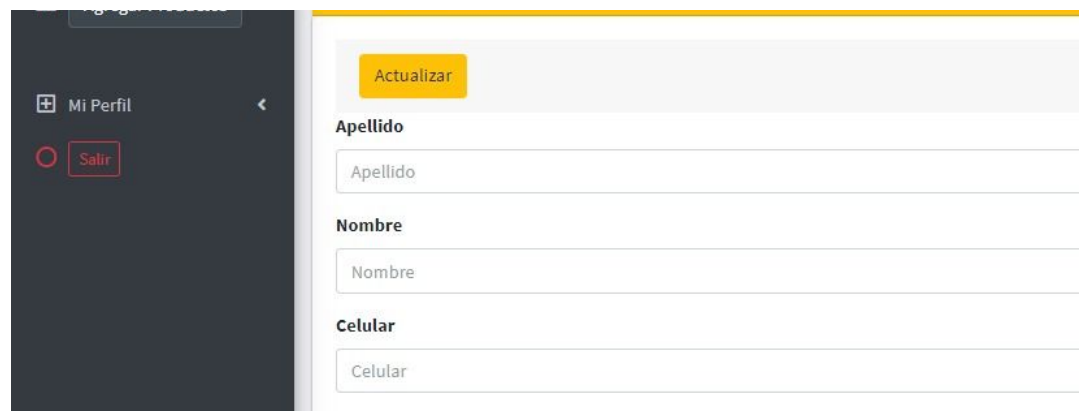 Actualizar
Mi Perfil
Salir
Apellido
Apellido
Nombre
Nombre
Celular
Celular